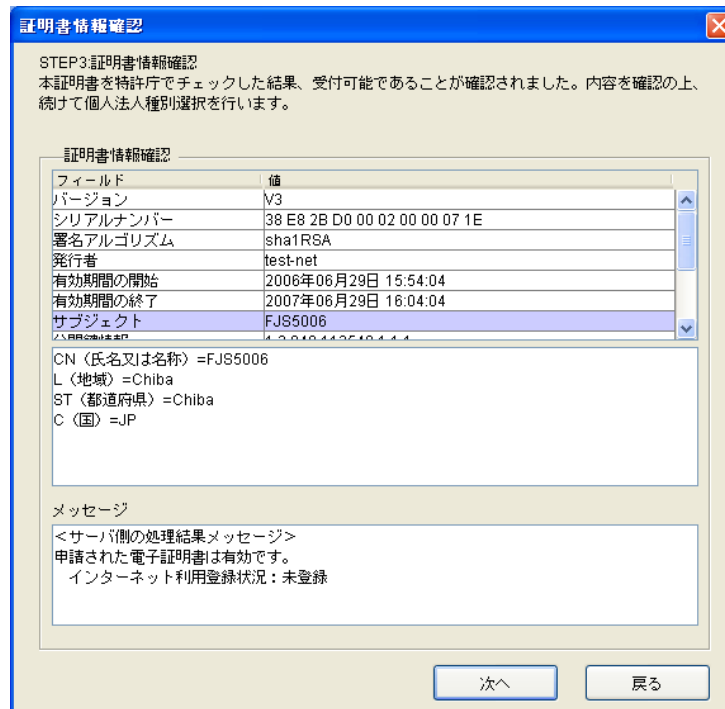 証明書情報確認
STEP3:証明書情報確認
本証明書を特許庁でチェックした結果、受付可能であることが確認されました。内容を確認の上、
続けて個人法人種別選択を行います。
証明書情報確認
フィールド 値
バージョン V3
シリアルナンバー 38 E8 2B D0 00 02 00 00 07 1E
署名アルゴリズム sha1RSA
発行者 test-net
有効期間の開始 2006年06月29日 15:54:04
有効期間の終了 2007年06月29日 16:04:04
サブジェクト FJS5006
CN（氏名又は名称）=FJS5006
L（地域）=Chiba
ST（都道府県）=Chiba
C（国）=JP
メッセージ
＜サーバ側の処理結果メッセージ＞
申請された電子証明書は有効です。
インターネット利用登録状況：未登録
次へ 戻る